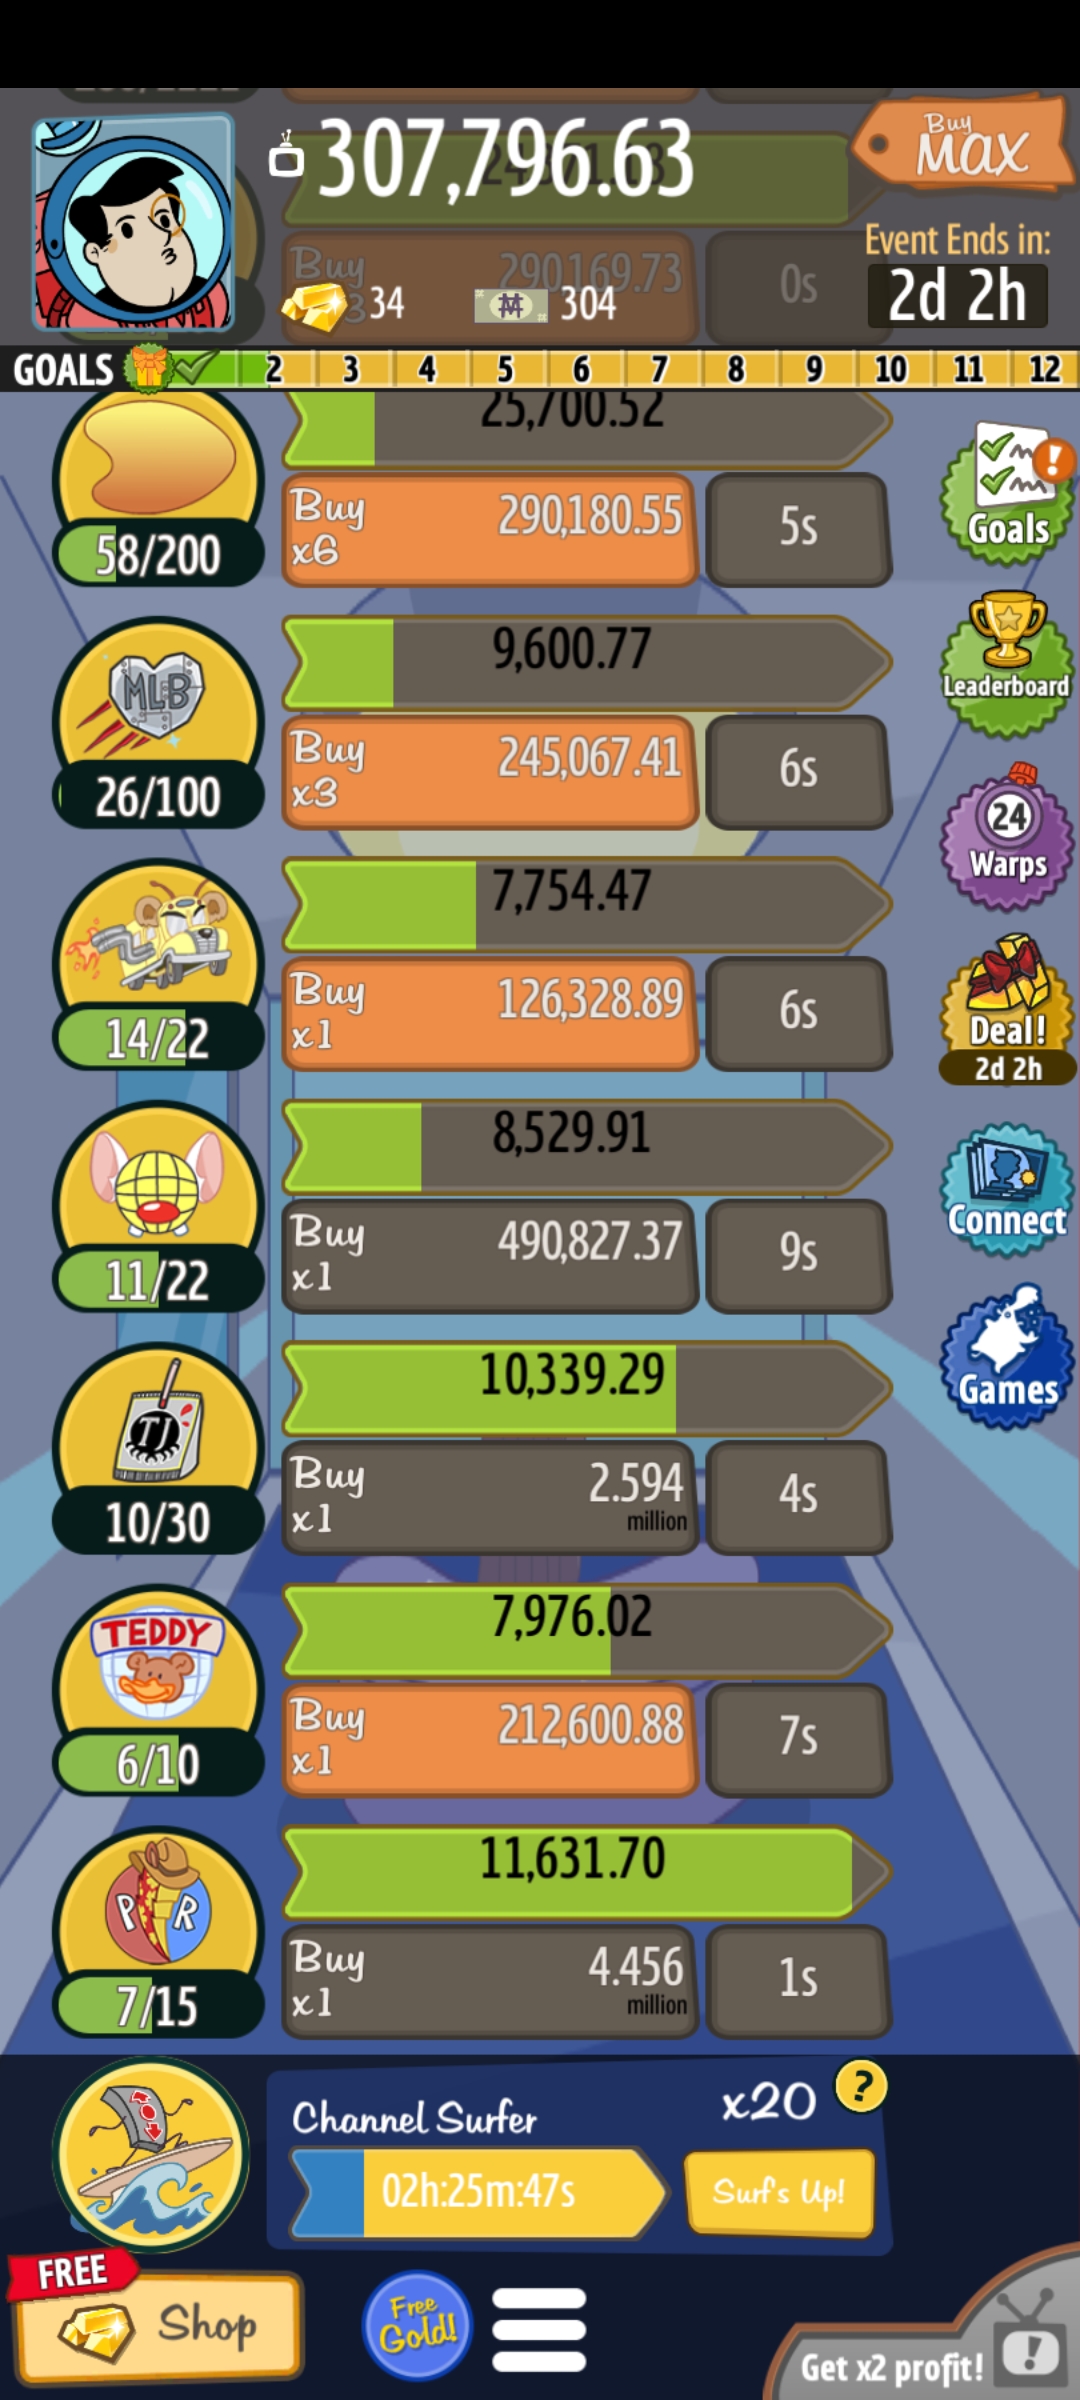 307,796.63
Buy
MAX
Event Ends in:
2d 2h
Buy
290,169.73
0s
34
304
GOALS
2 3 4 5 6 7 8 9 10 11 12
25,700.52
Buy
x6
290,180.55
5s
58/200
Goals
MLB
9,600.77
Buy
x3
245,067.41
6s
26/100
Leaderboard
7,754.47
Buy
x1
126,328.89
6s
14/22
24
Warps
Deal!
2d 2h
8,529.91
Buy
x1
490,827.37
9s
11/22
Connect
TJ
10,339.29
Buy
x1
2.594
million
4s
10/30
Games
TEDDY
7,976.02
Buy
x1
212,600.88
7s
6/10
P R
11,631.70
Buy
x1
4.456
million
1s
7/15
Channel Surfer
x20
?
02h:25m:47s
Surf's Up!
FREE
Shop
Free
Gold!
Get x2 profit!